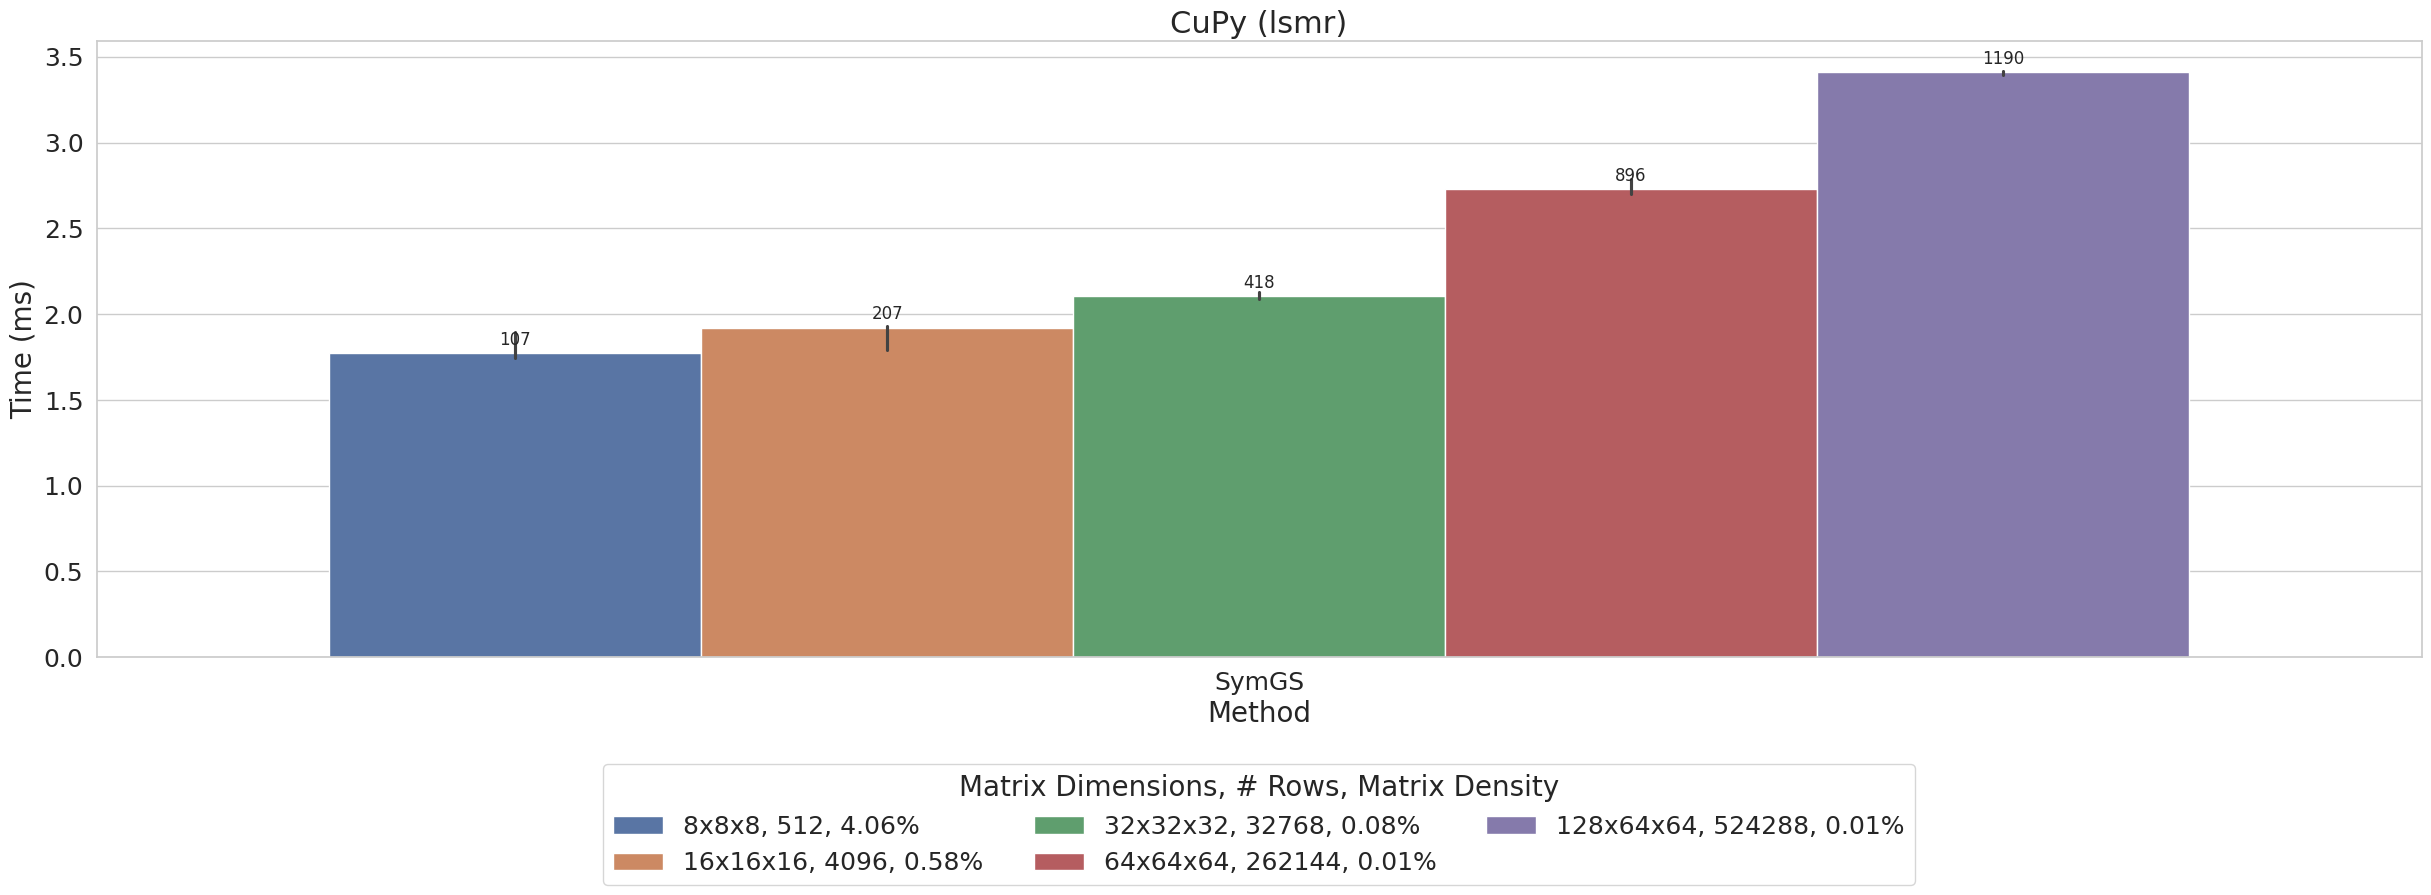 CuPy (lsmr)
3.5
3.0
2.5
2.0
1.5
1.0
0.5
0.0
Time (ms)
107
207
418
896
1190
SymGS
Method
Matrix Dimensions, # Rows, Matrix Density
8x8x8, 512, 4.06%
16x16x16, 4096, 0.58%
32x32x32, 32768, 0.08%
64x64x64, 262144, 0.01%
128x64x64, 524288, 0.01%